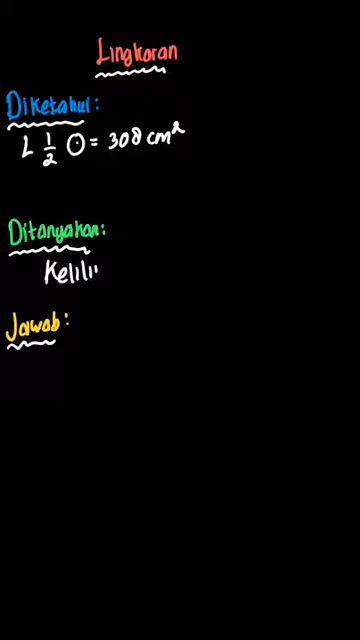 Lingkaran
Diketahui:
L 1/2 ⊙ = 308 cm²
Ditanyakan:
Kelili
Jawab: